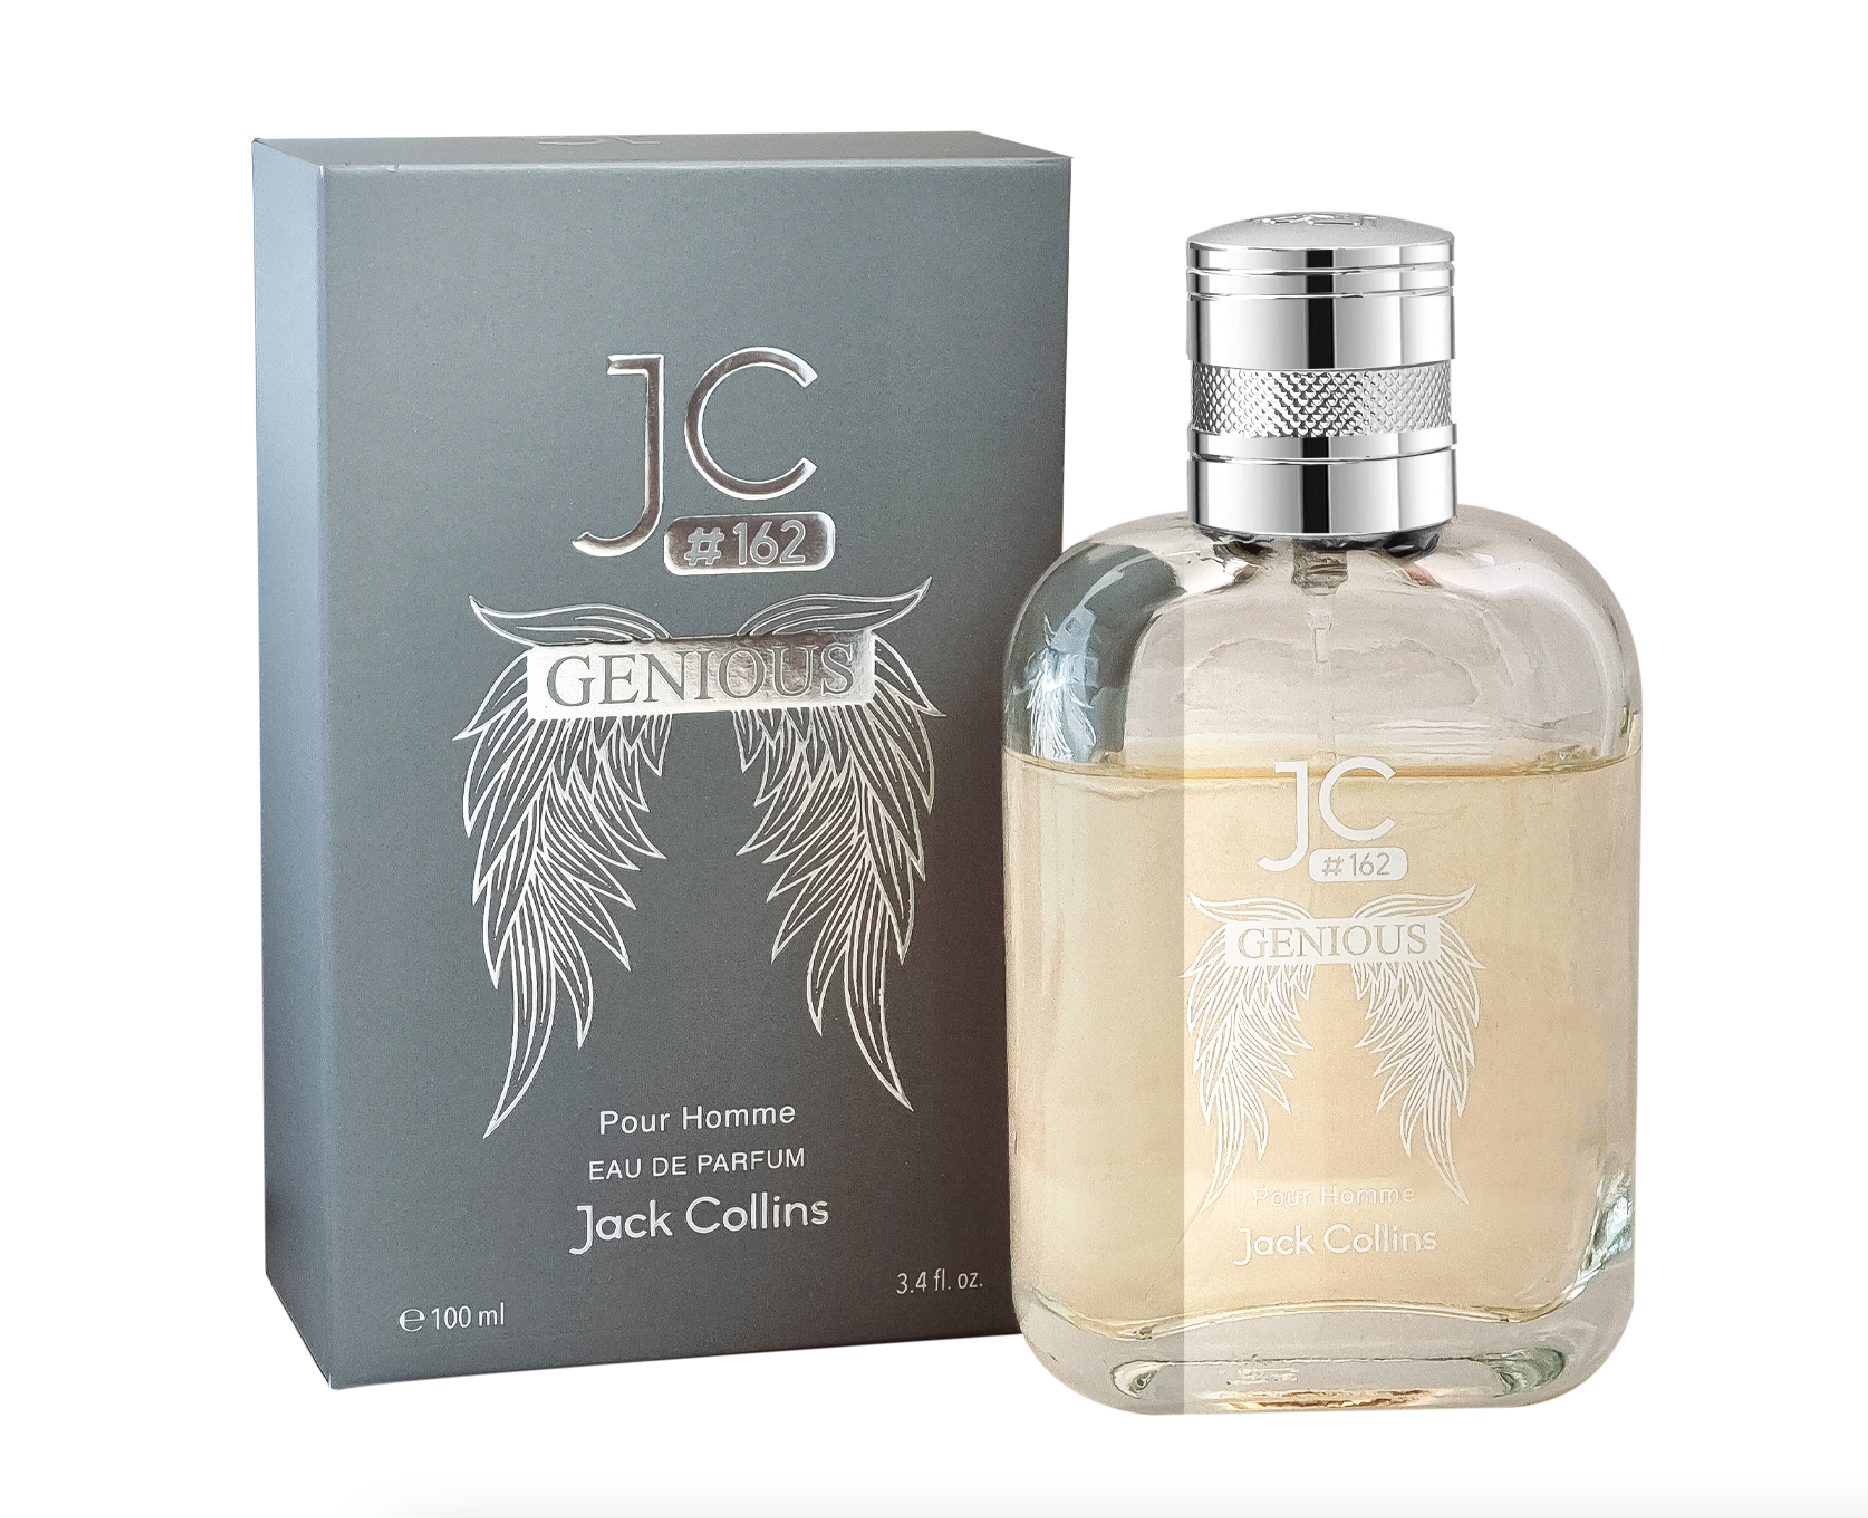 JC
#162
GENIOUS
Pour Homme
EAU DE PARFUM
Jack Collins
℮100 ml
3.4 fl. oz.
JC
#162
GENIOUS
Pour Homme
Jack Collins